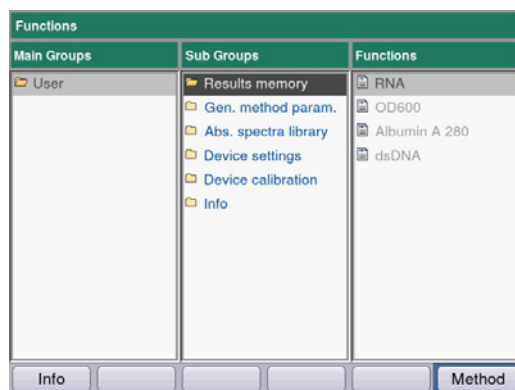 Functions
Main Groups Sub Groups Functions
User Results memory RNA
Gen. method param. OD600
Abs. spectra library Albumin A 280
Device settings dsDNA
Device calibration
Info
Info Method